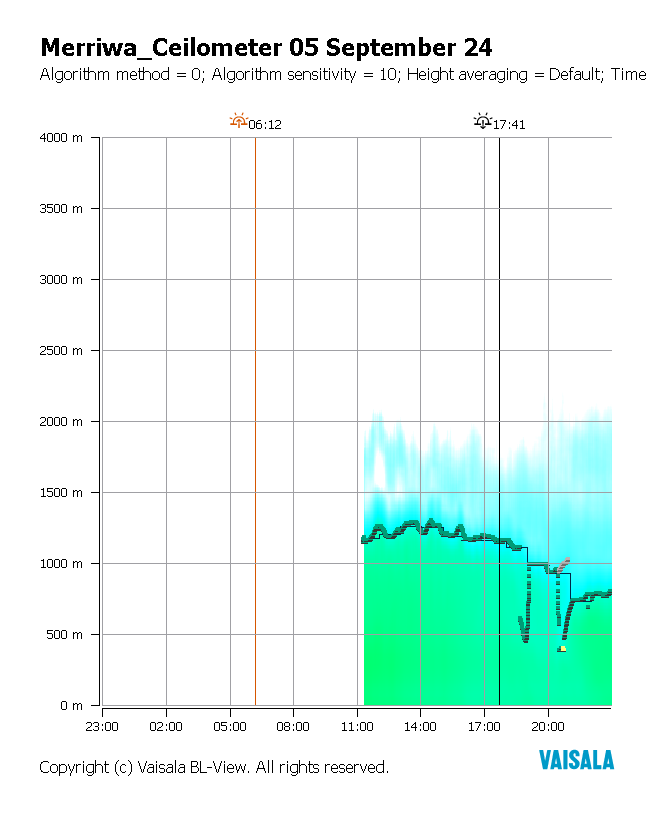 Merriwa_Ceilometer 05 September 24
Algorithm method = 0; Algorithm sensitivity = 10; Height averaging = Default; Time
06:12
17:41
4000 m
3500 m
3000 m
2500 m
2000 m
1500 m
1000 m
500 m
0 m
23:00 02:00 05:00 08:00 11:00 14:00 17:00 20:00
Copyright (c) Vaisala BL-View. All rights reserved.
VAISALA